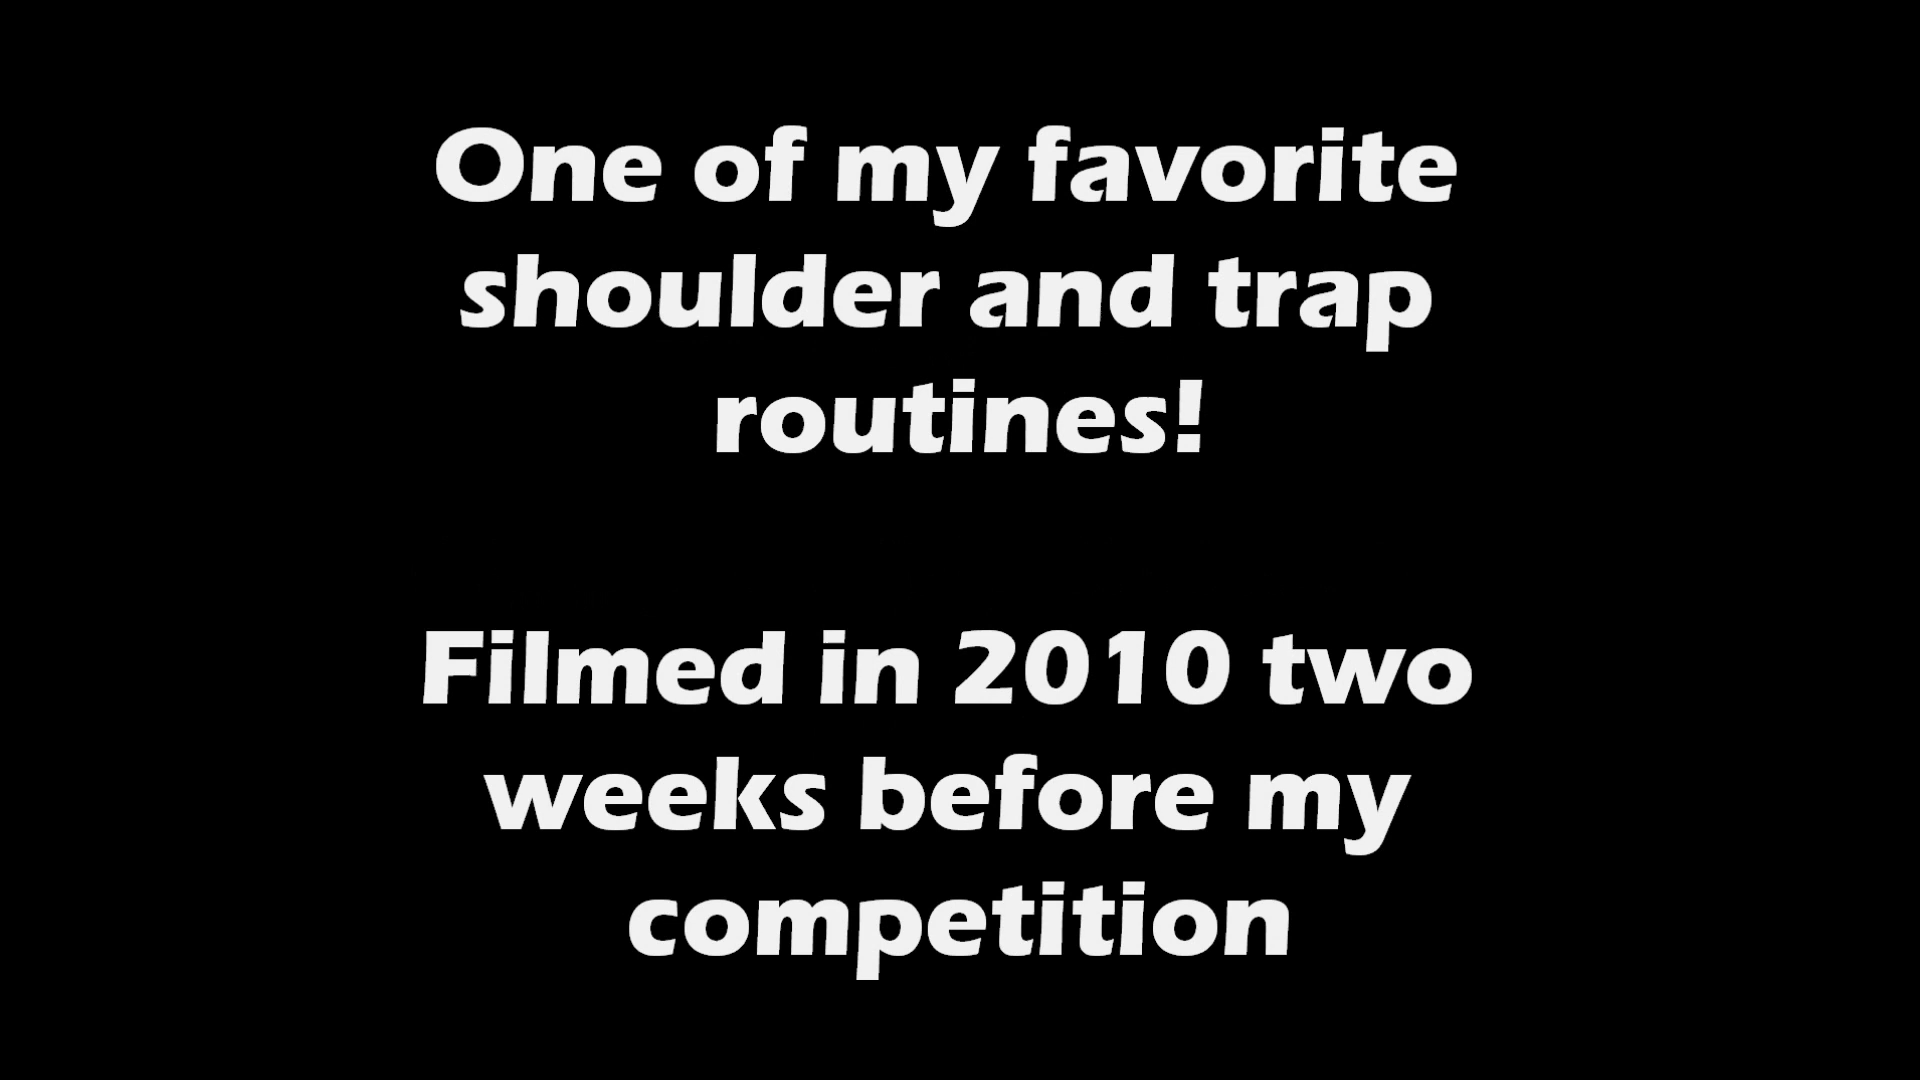 One of my favorite
shoulder and trap
routines!
Filmed in 2010 two
weeks before my
competition